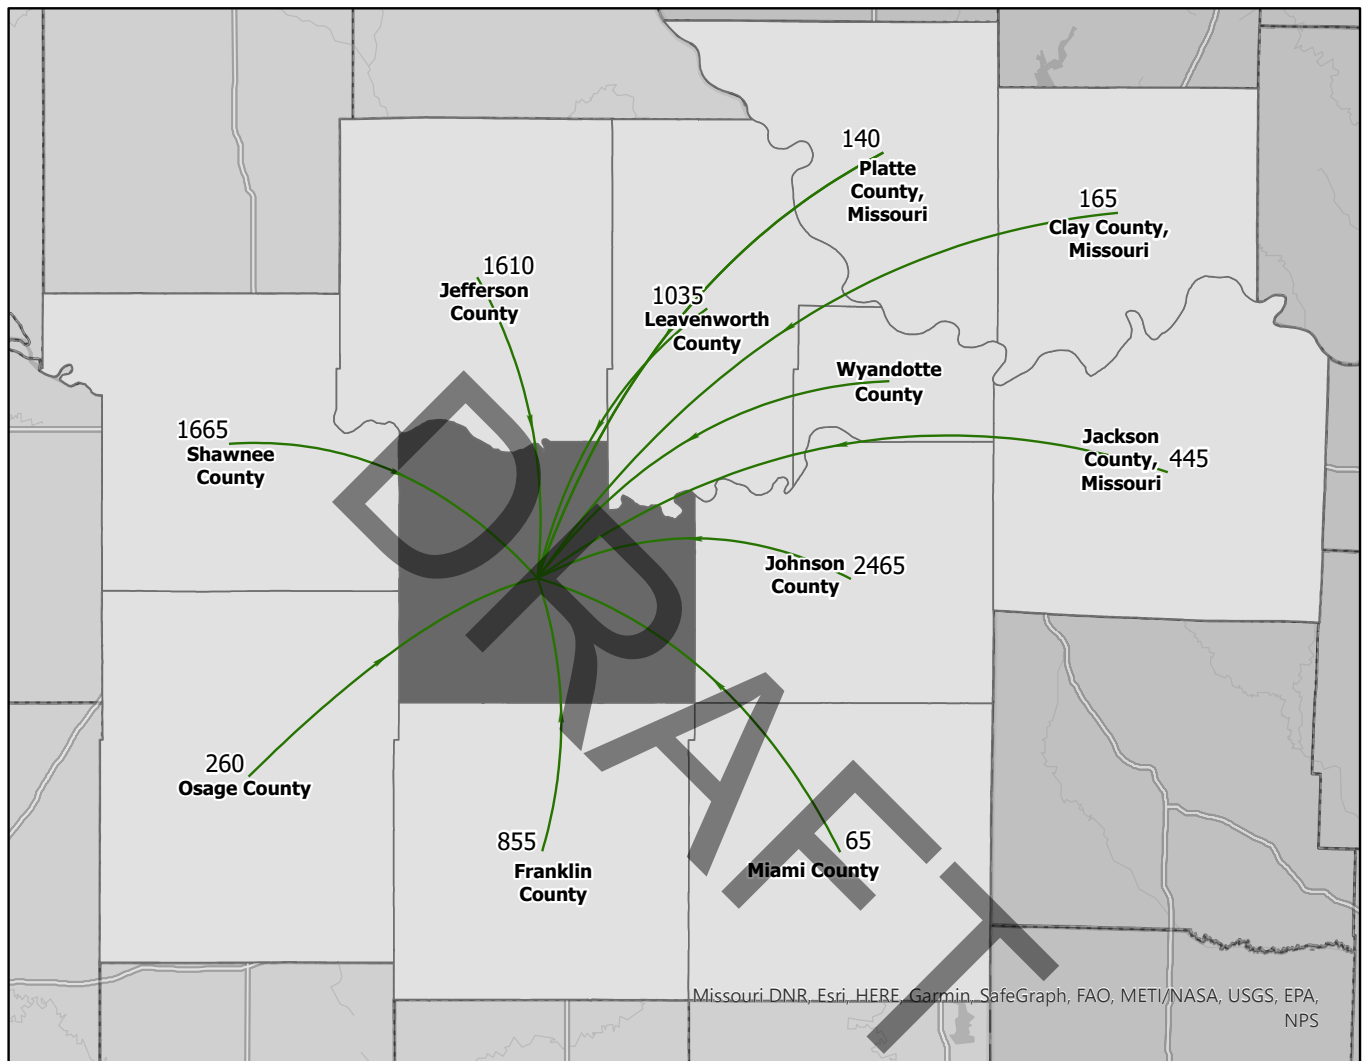 140
Platte
County,
Missouri
165
Clay County,
Missouri
1610
Jefferson
County
1035
Leavenworth
County
Wyandotte
County
1665
Shawnee
County
Jackson
County,
Missouri
445
Johnson
County
2465
260
Osage County
855
Franklin
County
65
Miami County
DRAFT
Missouri DNR, Esri, HERE, Garmin, SafeGraph, FAO, METI/NASA, USGS, EPA,
NPS